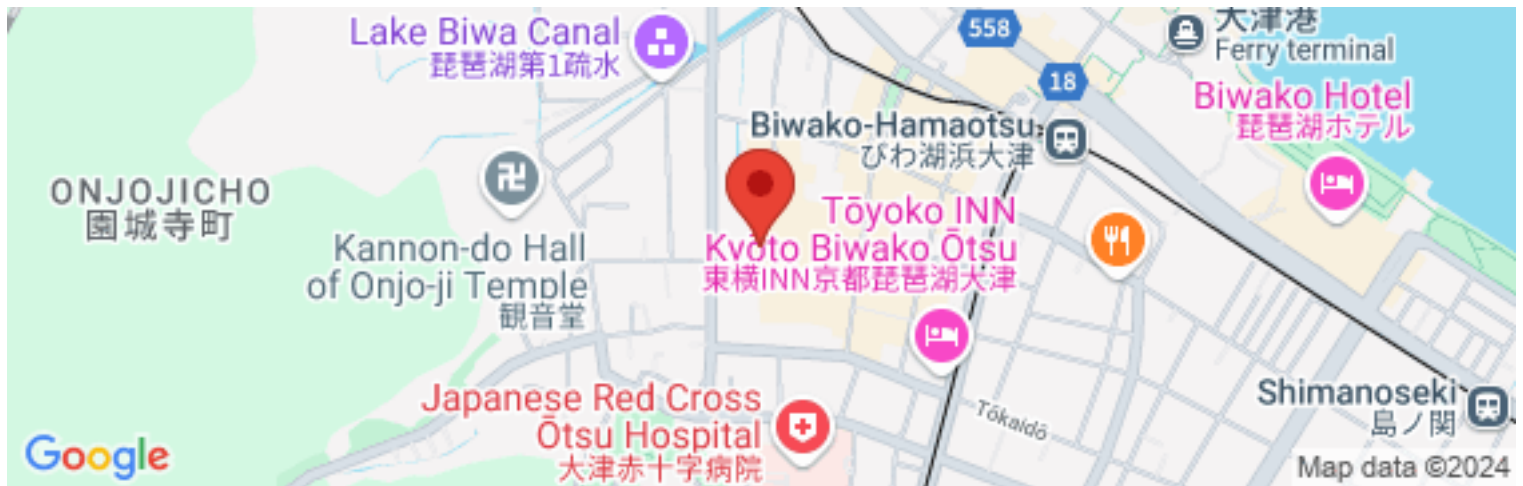 Lake Biwa Canal
琵琶湖第1疏水
558
大津港
Ferry terminal
18
Biwako Hotel
琵琶湖ホテル
Biwako-Hamaotsu
びわ湖浜大津
ONJOJICHO
園城寺町
卍
Kannon-do Hall
of Onjo-ji Temple
観音堂
Tōyoko INN
Kyōto Biwako Ōtsu
東横INN京都琵琶湖大津
Japanese Red Cross
Ōtsu Hospital
大津赤十字病院
Tōkaidō
Shimanoseki
島ノ関
Google
Map data ©2024